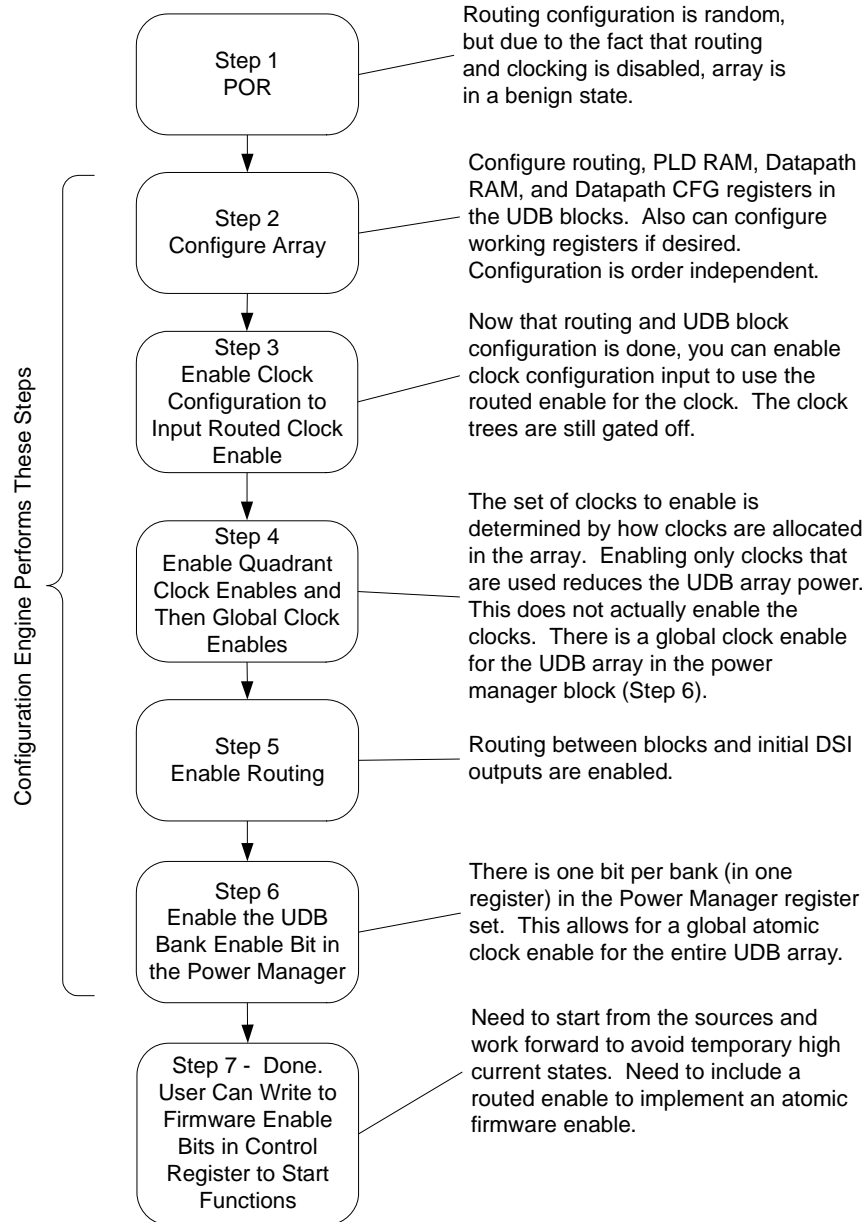 Step 1
POR
Routing configuration is random,
but due to the fact that routing
and clocking is disabled, array is
in a benign state.
Configuration Engine Performs These Steps
Step 2
Configure Array
Configure routing, PLD RAM, Datapath
RAM, and Datapath CFG registers in
the UDB blocks. Also can configure
working registers if desired.
Configuration is order independent.
Step 3
Enable Clock
Configuration to
Input Routed Clock
Enable
Now that routing and UDB block
configuration is done, you can enable
clock configuration input to use the
routed enable for the clock. The clock
trees are still gated off.
Step 4
Enable Quadrant
Clock Enables and
Then Global Clock
Enables
The set of clocks to enable is
determined by how clocks are allocated
in the array. Enabling only clocks that
are used reduces the UDB array power.
This does not actually enable the
clocks. There is a global clock enable
for the UDB array in the power
manager block (Step 6).
Step 5
Enable Routing
Routing between blocks and initial DSI
outputs are enabled.
Step 6
Enable the UDB
Bank Enable Bit in
the Power Manager
There is one bit per bank (in one
register) in the Power Manager register
set. This allows for a global atomic
clock enable for the entire UDB array.
Step 7 - Done.
User Can Write to
Firmware Enable
Bits in Control
Register to Start
Functions
Need to start from the sources and
work forward to avoid temporary high
current states. Need to include a
routed enable to implement an atomic
firmware enable.